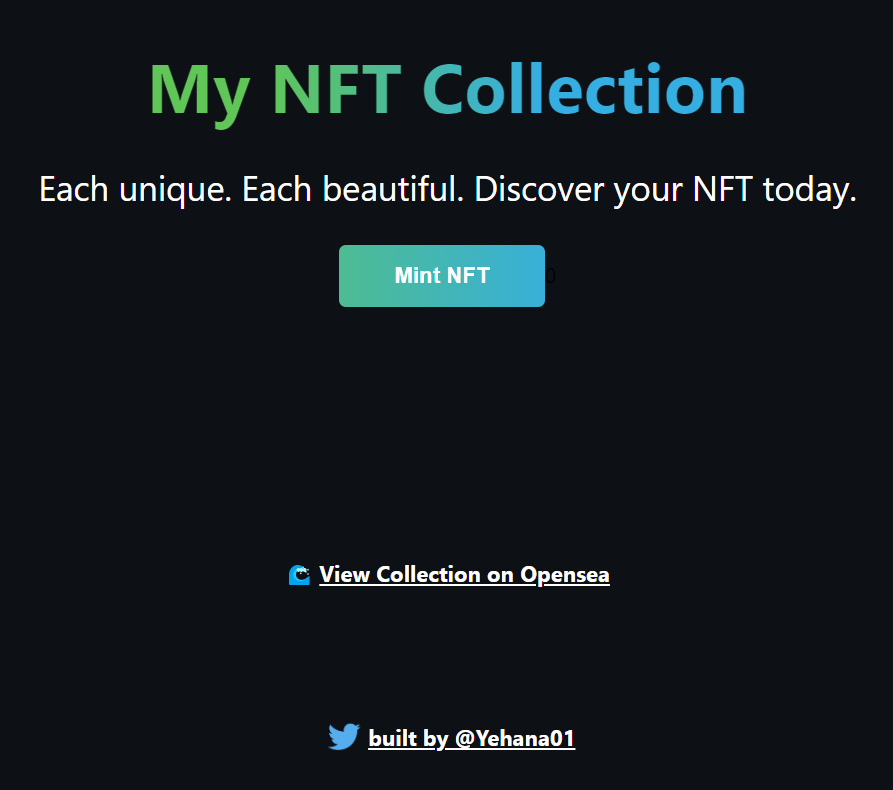 My NFT Collection
Each unique. Each beautiful. Discover your NFT today.
Mint NFT 0
View Collection on Opensea
built by @Yehana01